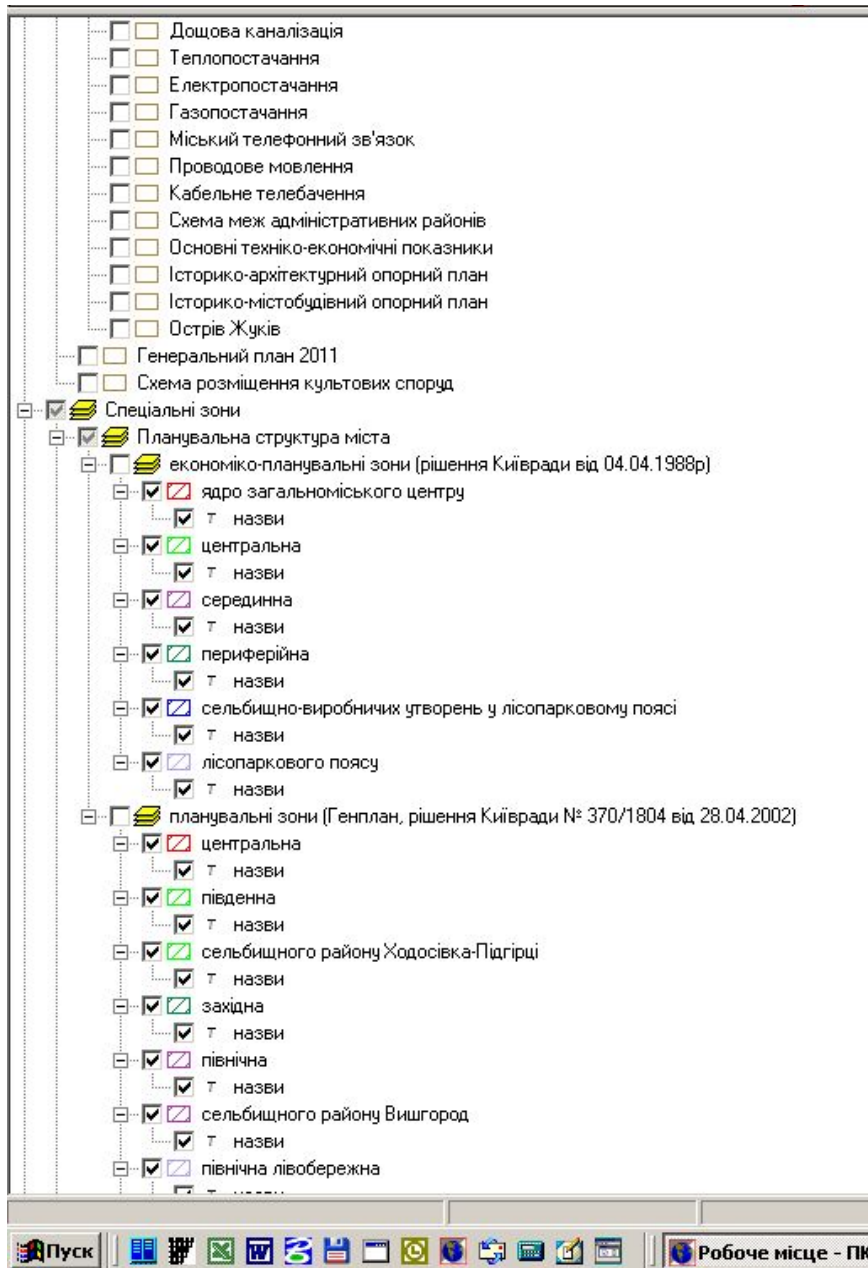 Дощова каналізація
Теплопостачання
Електропостачання
Газопостачання
Міський телефонний зв'язок
Проводове мовлення
Кабельне телебачення
Схема меж адміністративних районів
Основні техніко-економічні показники
Історико-архітектурний опорний план
Історико-містобудівний опорний план
Острів Жуків
Генеральний план 2011
Схема розміщення культових споруд
Спеціальні зони
Планувальна структура міста
економіко-планувальні зони (рішення Київради від 04.04.1988р)
ядро загальноміського центру
T назви
центральна
T назви
серединна
T назви
периферійна
T назви
сельбищно-виробничих утворень у лісопарковому поясі
T назви
лісопаркового поясу
T назви
планувальні зони (Генплан, рішення Київради № 370/1804 від 28.04.2002)
центральна
T назви
південна
T назви
сельбищного району Ходосівка-Підгірці
T назви
західна
T назви
північна
T назви
сельбищного району Вишгород
T назви
північна лівобережна
Пуск
Робоче місце - ПК